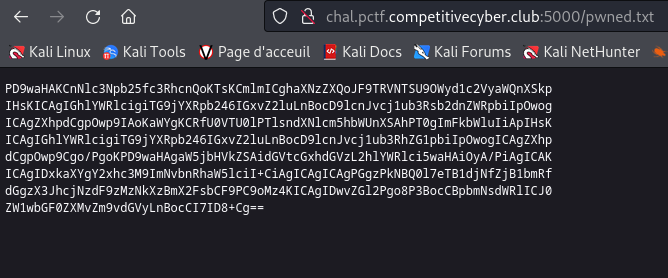 chal.pctf.competitivecyber.club:5000/pwned.txt
Kali Linux Kali Tools Page d'acceuil Kali Docs Kali Forums Kali NetHunter
PD9waHAKCnNlc3Npb25fc3RhcnQoKTsKCmlmICghaXNzZXQoJF9TRVNTSU9OWyd1c2VyaWQnXSkp
IHsKICAgIGhlYWRlcigiTG9jYXRpb246IGxvZ2luLnBocD9lcnJvcj1ub3Rsb2dnZWRpbiIpOwog
ICAgZXhpdCgpOwp9IAoKaWYgKCRfU0VTU0lPTlsndXNlcm5hbWUnXSAhPT0gImFkbWluIiApIHsK
ICAgIGhlYWRlcigiTG9jYXRpb246IGxvZ2luLnBocD9lcnJvcj1ub3RhZG1pbiIpOwogICAgZXhp
dCgpOwp9Cgo/PgoKPD9waHAgaW5jbHVkZSAidGVtcGxhdGVzL2hlYWRlci5waHAiOyA/PiAgICAK
ICAgIDxkaXYgY2xhc3M9ImNvbnRhaW5lciI+CiAgICAgICAgPGgzPkNBQ0l7eTB1djNfZjB1bmRf
dGgzX3JhcjNzdF9zMzNkXzBmX2FsbCF9PC9oMz4KICAgIDwvZGl2Pgo8P3BocCBpbmNsdWRlICJ0
ZW1wbGF0ZXMvZm9vdGVyLnBocCI7ID8+Cg==